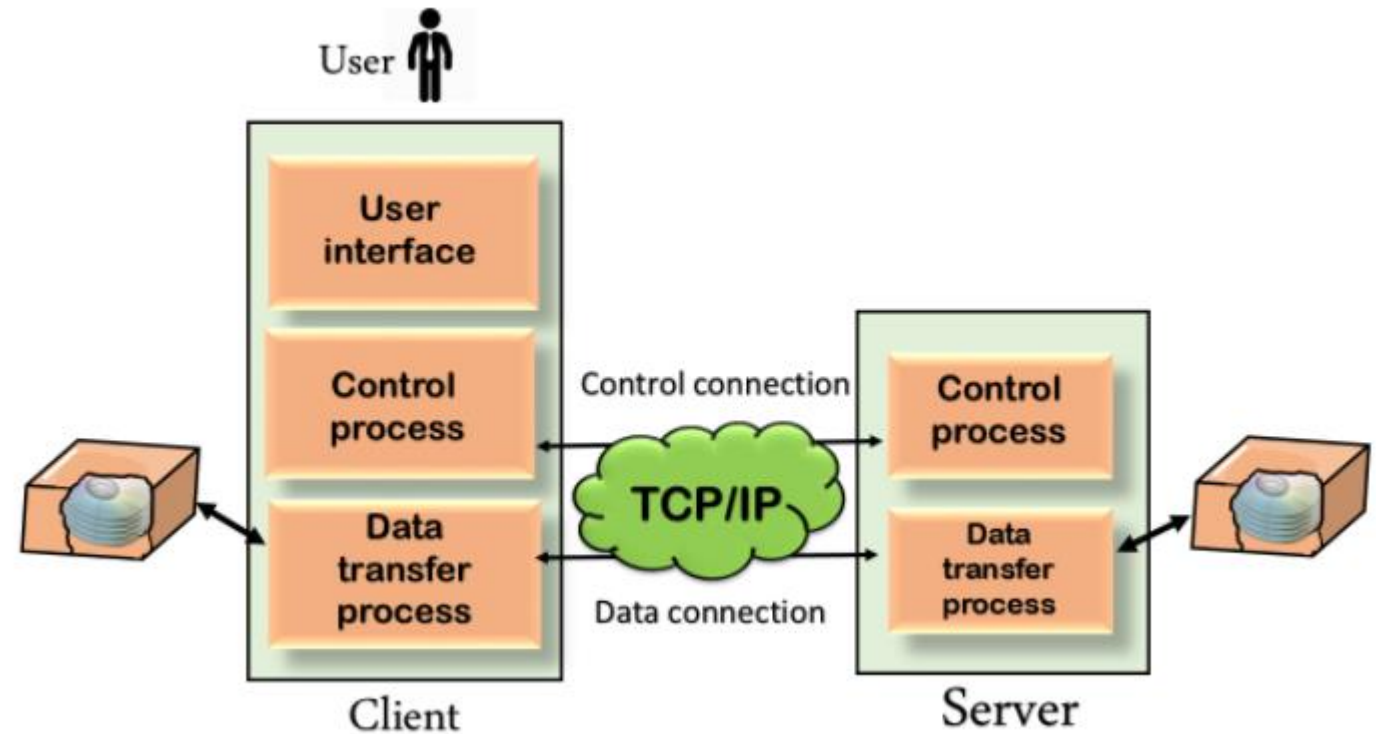 User
User
interface
Control
process
Data
transfer
process
Client
Control connection
TCP/IP
Data connection
Control
process
Data
transfer
process
Server